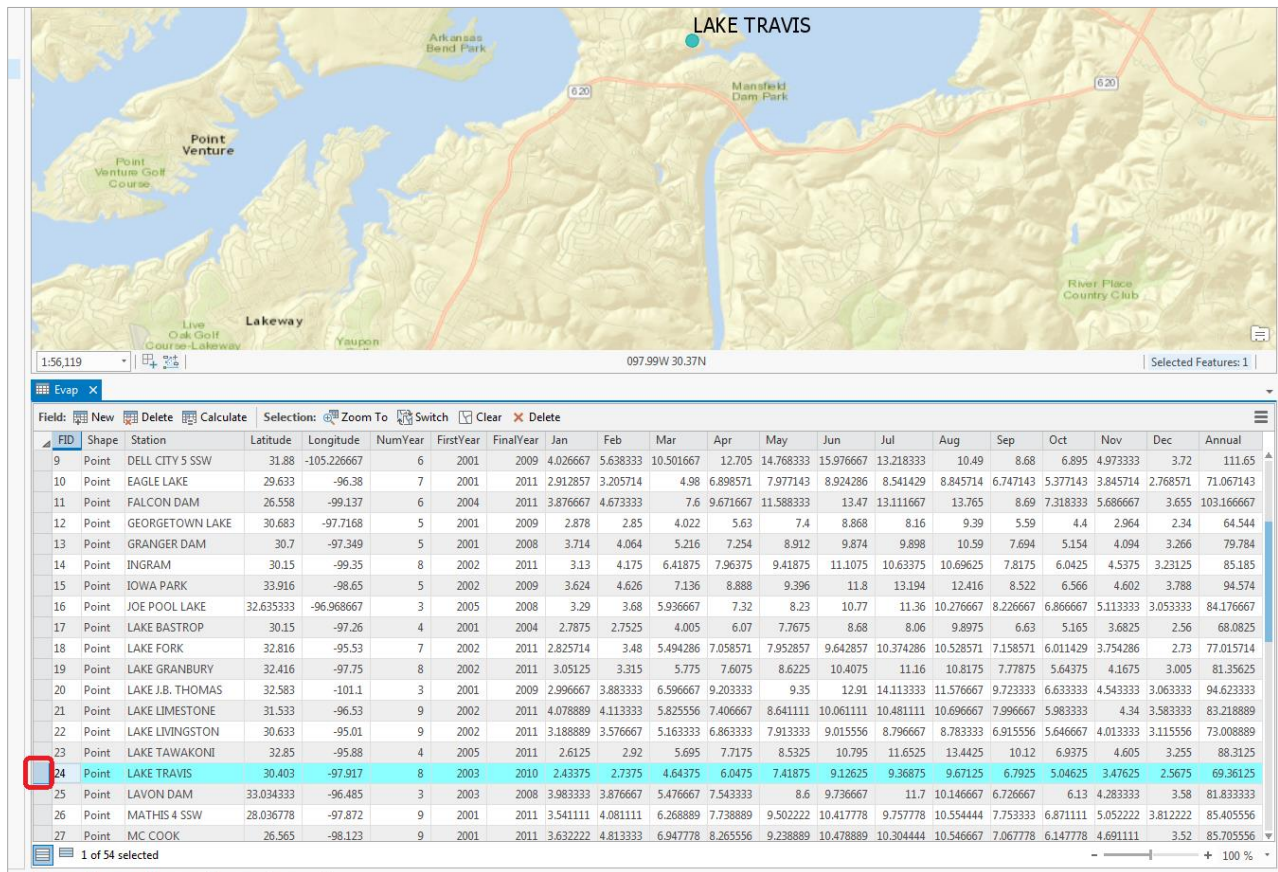 LAKE TRAVIS
Arkansas
Bend Park
620
Mansfield
Dam Park
620
Point
Venture
Point
Venture Golf
Course
River Place
Country Club
Live
Oak Golf
Course-Lakeway
Lakeway
Yaupon
1:56,119 097.99W 30.37N Selected Features: 1
Evap
Field: New Delete Calculate Selection: Zoom To Switch Clear Delete
FID Shape Station Latitude Longitude NumYear FirstYear FinalYear Jan Feb Mar Apr May Jun Jul Aug Sep Oct Nov Dec Annual
9 Point DELL CITY 5 SSW 31.88 -105.226667 6 2001 2009 4.026667 5.638333 10.501667 12.705 14.768333 15.976667 13.218333 10.49 8.68 6.895 4.973333 3.72 111.65
10 Point EAGLE LAKE 29.633 -96.38 7 2001 2011 2.912857 3.205714 4.98 6.898571 7.977143 8.924286 8.541429 8.845714 6.747143 5.377143 3.845714 2.768571 71.067143
11 Point FALCON DAM 26.558 -99.137 6 2004 2011 3.876667 4.673333 7.6 9.671667 11.588333 13.47 13.111667 13.765 8.69 7.318333 5.686667 3.655 103.166667
12 Point GEORGETOWN LAKE 30.683 -97.7168 5 2001 2009 2.878 2.85 4.022 5.63 7.4 8.868 8.16 9.39 5.59 4.4 2.964 2.34 64.544
13 Point GRANGER DAM 30.7 -97.349 5 2001 2008 3.714 4.064 5.216 7.254 8.912 9.874 9.898 10.59 7.694 5.154 4.094 3.266 79.784
14 Point INGRAM 30.15 -99.35 8 2002 2011 3.13 4.175 6.41875 7.96375 9.41875 11.1075 10.63375 10.69625 7.8175 6.0425 4.5375 3.23125 85.185
15 Point IOWA PARK 33.916 -98.65 5 2002 2009 3.624 4.626 7.136 8.888 9.396 11.8 13.194 12.416 8.522 6.566 4.602 3.788 94.574
16 Point JOE POOL LAKE 32.635333 -96.968667 3 2005 2008 3.29 3.68 5.936667 7.32 8.23 10.77 11.36 10.276667 8.226667 6.866667 5.113333 3.053333 84.176667
17 Point LAKE BASTROP 30.15 -97.26 4 2001 2004 2.7875 2.7525 4.005 6.07 7.7675 8.68 8.06 9.8975 6.63 5.165 3.6825 2.56 68.0825
18 Point LAKE FORK 32.816 -95.53 7 2002 2011 2.825714 3.48 5.494286 7.058571 7.952857 9.642857 10.374286 10.528571 7.158571 6.011429 3.754286 2.73 77.015714
19 Point LAKE GRANBURY 32.416 -97.75 8 2002 2011 3.05125 3.315 5.775 7.6075 8.6225 10.4075 11.16 10.8175 7.77875 5.64375 4.1675 3.005 81.35625
20 Point LAKE J.B. THOMAS 32.583 -101.1 3 2001 2009 2.996667 3.883333 6.596667 9.203333 9.35 12.91 14.113333 11.576667 9.723333 6.633333 4.543333 3.063333 94.623333
21 Point LAKE LIMESTONE 31.533 -96.53 9 2002 2011 4.078889 4.113333 5.825556 7.406667 8.641111 10.061111 10.481111 10.696667 7.996667 5.983333 4.34 3.583333 83.218889
22 Point LAKE LIVINGSTON 30.633 -95.01 9 2002 2011 3.188889 3.576667 5.163333 6.863333 7.913333 9.015556 8.796667 8.783333 6.915556 5.646667 4.013333 3.115556 73.008889
23 Point LAKE TAWAKONI 32.85 -95.88 4 2005 2011 2.6125 2.92 5.695 7.7175 8.5325 10.795 11.6525 13.4425 10.12 6.9375 4.605 3.255 88.3125
24 Point LAKE TRAVIS 30.403 -97.917 8 2003 2010 2.43375 2.7375 4.64375 6.0475 7.41875 9.12625 9.36875 9.67125 6.7925 5.04625 3.47625 2.5675 69.36125
25 Point LAVON DAM 33.034333 -96.485 3 2003 2008 3.983333 3.876667 5.476667 7.543333 8.6 9.736667 11.7 10.146667 6.726667 6.13 4.283333 3.58 81.833333
26 Point MATHIS 4 SSW 28.036778 -97.872 9 2001 2011 3.541111 4.081111 6.268889 7.738889 9.502222 10.417778 9.757778 10.554444 7.753333 6.871111 5.052222 3.812222 85.405556
27 Point MC COOK 26.565 -98.123 9 2001 2011 3.632222 4.813333 6.947778 8.265556 9.238889 10.478889 10.304444 10.546667 7.067778 6.147778 4.691111 3.52 85.705556
1 of 54 selected - + 100 %